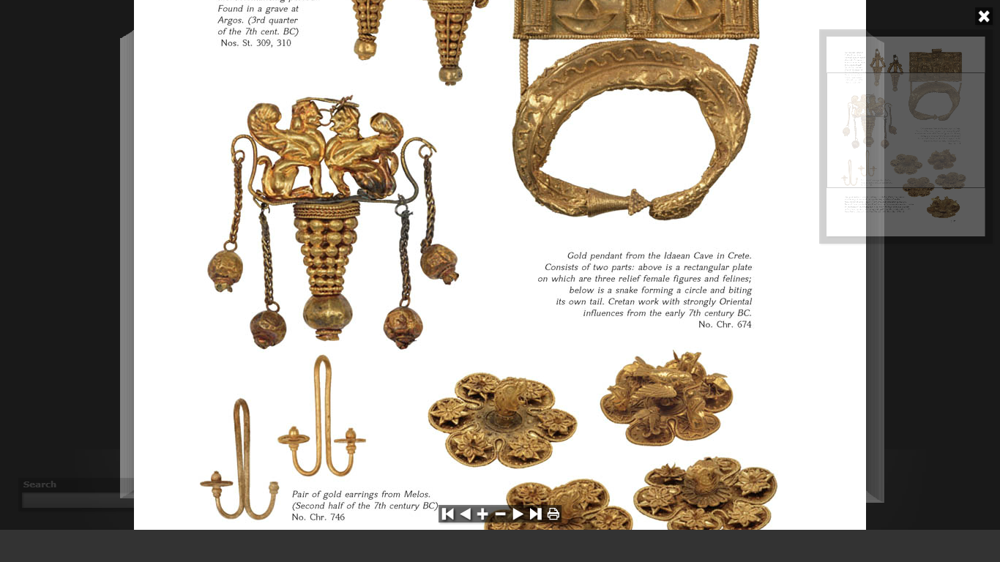 Found in a grave at
Argos. (3rd quarter
of the 7th cent. BC)
Nos. St. 309, 310
Gold pendant from the Idaean Cave in Crete.
Consists of two parts: above is a rectangular plate
on which are three relief female figures and felines;
below is a snake forming a circle and biting
its own tail. Cretan work with strongly Oriental
influences from the early 7th century BC.
No. Chr. 674
Pair of gold earrings from Melos.
(Second half of the 7th century BC)
No. Chr. 746
Search